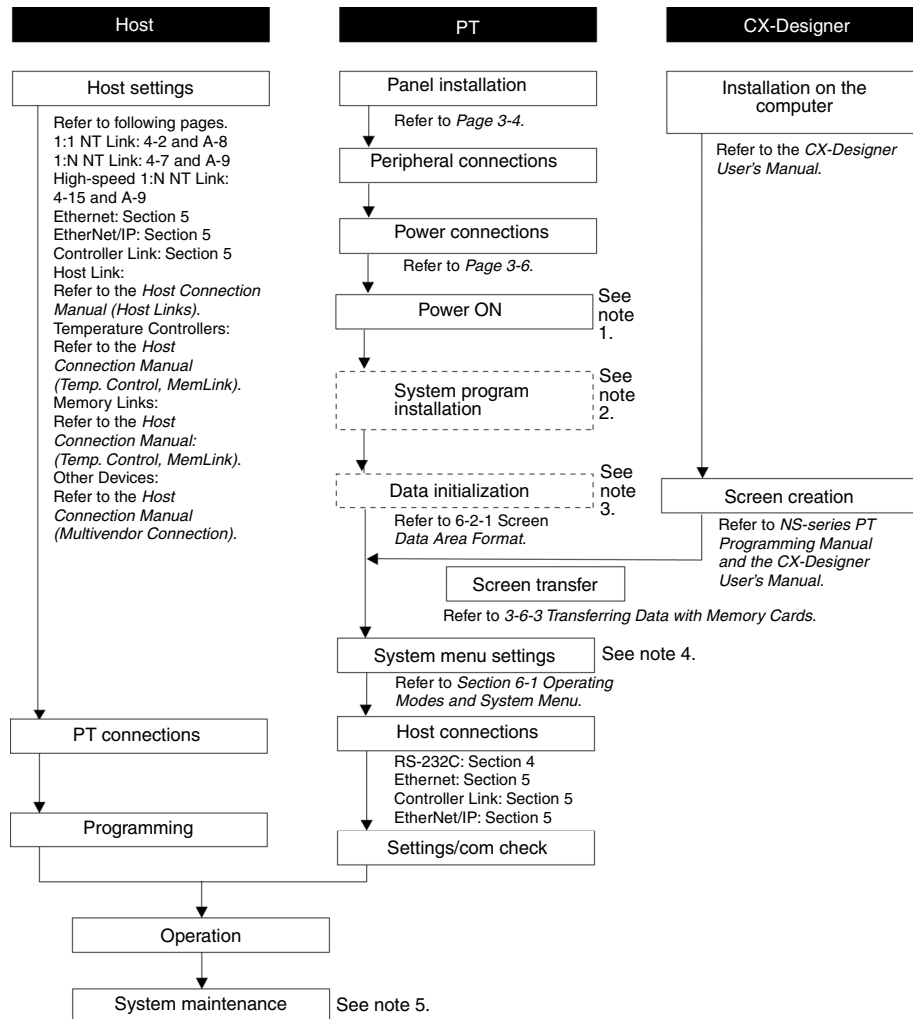 Host
PT
CX-Designer
Host settings
Refer to following pages.
1:1 NT Link: 4-2 and A-8
1:N NT Link: 4-7 and A-9
High-speed 1:N NT Link:
4-15 and A-9
Ethernet: Section 5
EtherNet/IP: Section 5
Controller Link: Section 5
Host Link:
Refer to the Host Connection
Manual (Host Links).
Temperature Controllers:
Refer to the Host
Connection Manual
(Temp. Control, MemLink).
Memory Links:
Refer to the Host
Connection Manual:
(Temp. Control, MemLink).
Other Devices:
Refer to the Host
Connection Manual
(Multivendor Connection).
PT connections
Programming
Panel installation
Refer to Page 3-4.
Peripheral connections
Power connections
Refer to Page 3-6.
Power ON
See
note
1.
System program
installation
See
note
2.
Data initialization
See
note
3.
Refer to 6-2-1 Screen
Data Area Format.
Installation on the
computer
Refer to the CX-Designer
User's Manual.
Screen creation
Refer to NS-series PT
Programming Manual
and the CX-Designer
User's Manual.
Screen transfer
Refer to 3-6-3 Transferring Data with Memory Cards.
System menu settings
See note 4.
Refer to Section 6-1 Operating
Modes and System Menu.
Host connections
RS-232C: Section 4
Ethernet: Section 5
Controller Link: Section 5
EtherNet/IP: Section 5
Settings/com check
Operation
System maintenance
See note 5.